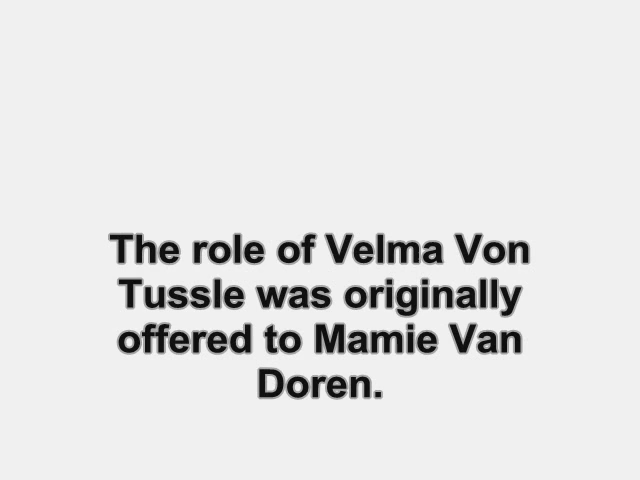 The role of Velma Von
Tussle was originally
offered to Mamie Van
Doren.